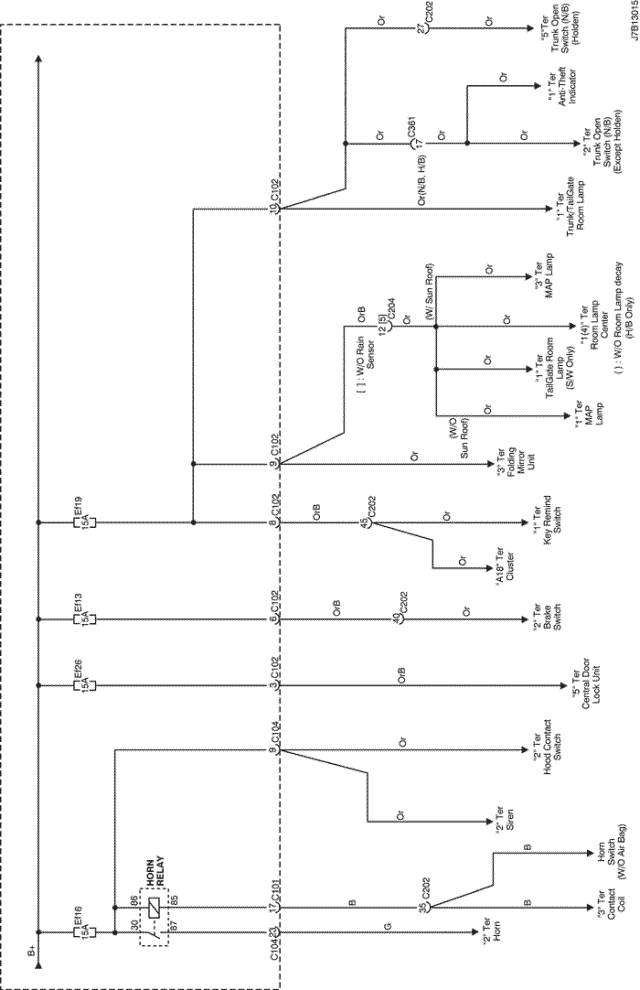 B+
Ef16
15A
HORN
RELAY
30
86
87
85
C104
23
17
C101
G
B
35
C202
B
B
"2" Ter
Horn
"3" Ter
Contact
Coil
Horn
Switch
(W/O Air Bag)
9
C104
Or
Or
"2" Ter
Siren
"2" Ter
Hood Contact
Switch
Ef26
15A
3
C102
OrB
"5" Ter
Central Door
Lock Unit
Ef13
15A
6
C102
OrB
40
C202
Or
"2" Ter
Brake
Switch
Ef19
15A
8
C102
OrB
45
C202
Or
Or
"A18" Ter
Cluster
"1" Ter
Key Remind
Switch
9
C102
Or
"3" Ter
Folding
Mirror
Unit
[ ] : W/O Rain
Sensor
OrB
12 [5]
C204
Or
(W/O
Sun Roof)
(W/ Sun Roof)
Or
Or
Or
Or
"1" Ter
MAP
Lamp
"1" Ter
TailGate Room
Lamp
(S/W Only)
"1(4)" Ter
Room Lamp
Center
( ) : W/O Room Lamp decay
(H/B Only)
"3" Ter
MAP Lamp
10
C102
Or(N/B, H/B)
"1" Ter
Trunk/TailGate
Room Lamp
Or
17
C361
Or
Or
"2" Ter
Trunk Open
Switch (N/B)
(Except Holden)
"1" Ter
Anti-Theft
Indicator
Or
27
C202
Or
"5" Ter
Trunk Open
Switch (N/B)
(Holden)
J7B13015